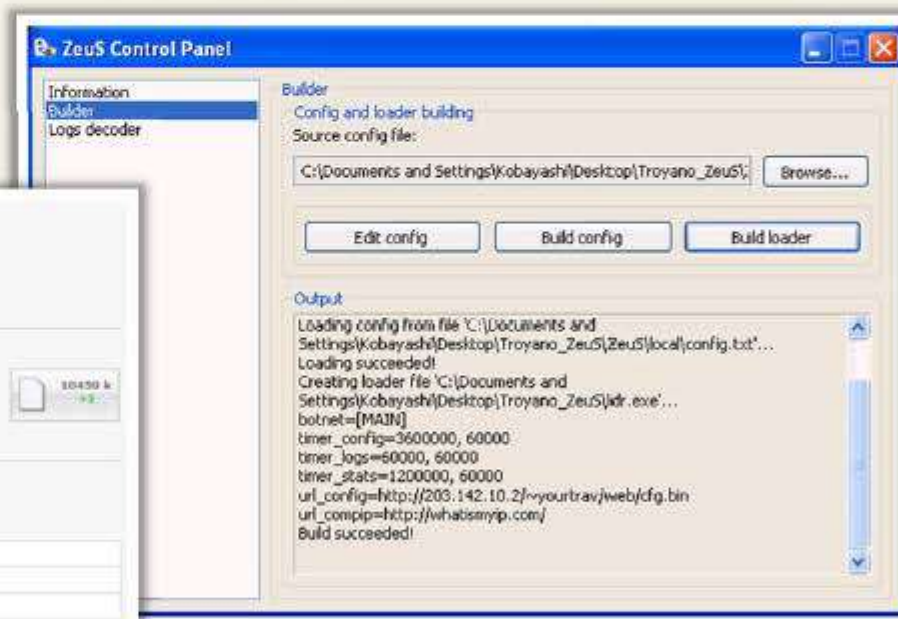 ZeuS Control Panel
Information
Builder
Logs decoder
Builder
Config and loader building
Source config file:
C:\Documents and Settings\Kobayashi\Desktop\Troyano_ZeuS\
Browse...
Edit config
Build config
Build loader
Output
Loading config from file 'C:\Documents and
Settings\Kobayashi\Desktop\Troyano_ZeuS\ZeuS\local\config.txt'...
Loading succeeded!
Creating loader file 'C:\Documents and
Settings\Kobayashi\Desktop\Troyano_ZeuS\ldr.exe'...
botnet=[MAIN]
timer_config=3600000, 60000
timer_logs=60000, 60000
timer_stats=1200000, 60000
url_config=http://203.142.10.2/~yourtrav/web/cfg.bin
url_compip=http://whatismyip.com/
Build succeeded!
10450 k